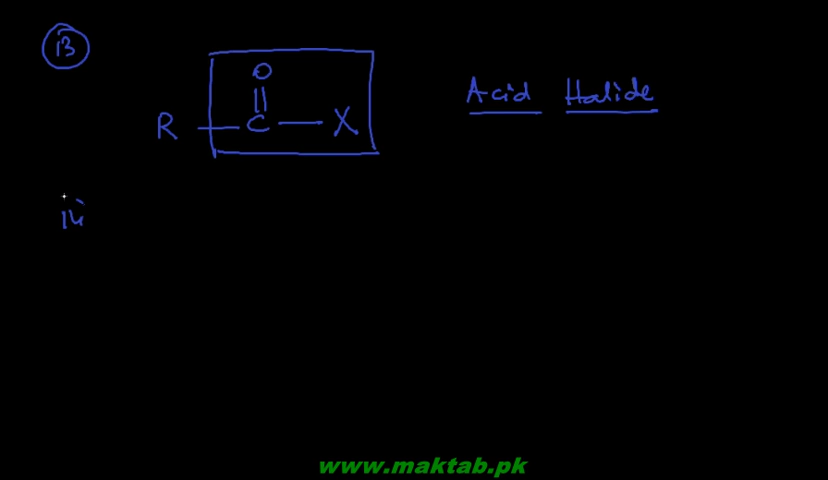 13
O
||
R — C — X
Acid Halide
14
www.maktab.pk